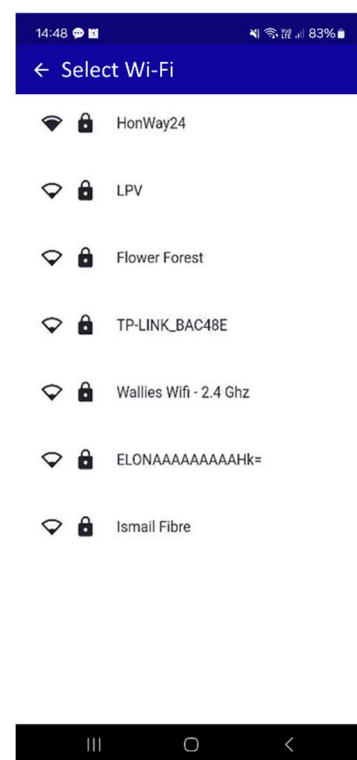 14:48 83%
Select Wi-Fi
HonWay24
LPV
Flower Forest
TP-LINK_BAC48E
Wallies Wifi - 2.4 Ghz
ELONAAAAAAAAAHk=
Ismail Fibre